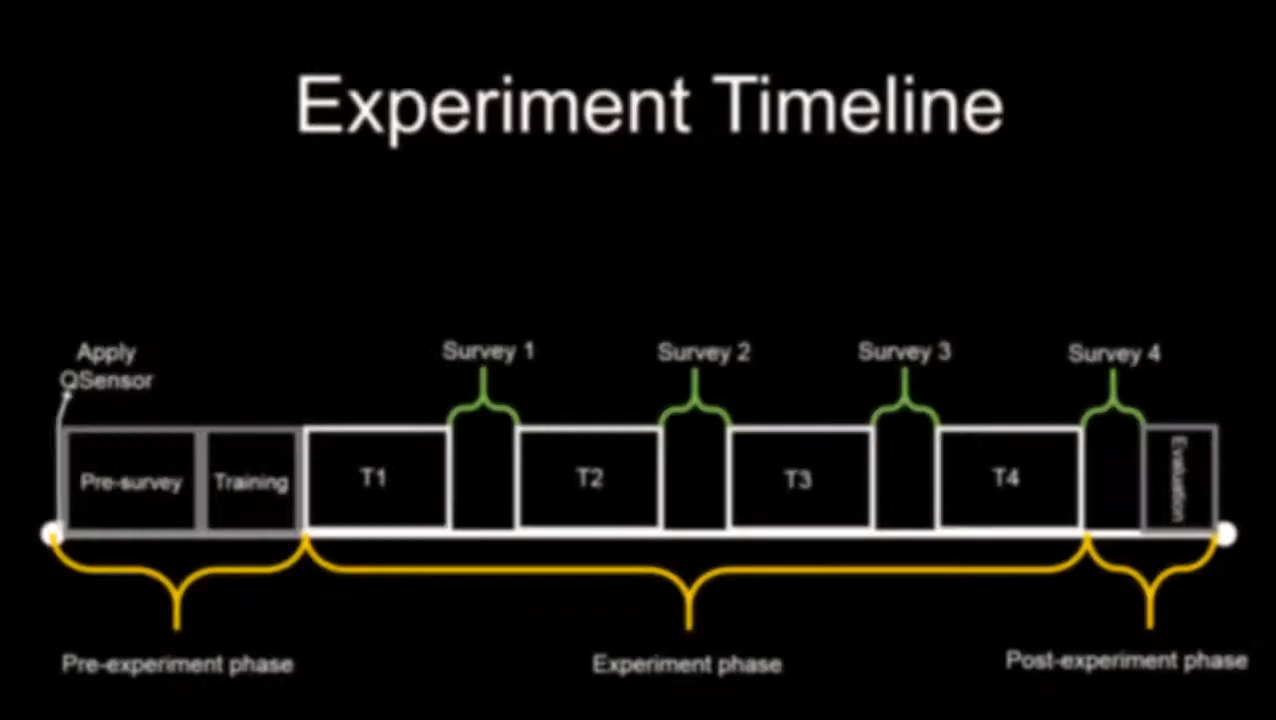 Experiment Timeline
Apply
QSensor
Survey 1
Survey 2
Survey 3
Survey 4
Pre-survey
Training
T1
T2
T3
T4
Evaluation
Pre-experiment phase
Experiment phase
Post-experiment phase